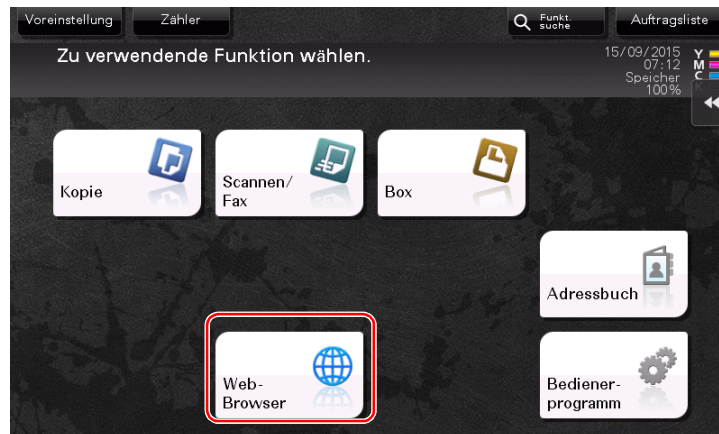 Voreinstellung
Zähler
Funkt.
suche
Auftragsliste
Zu verwendende Funktion wählen.
15/09/2015
07:12
Speicher
100%
Y
M
C
K
Kopie
Scannen/
Fax
Box
Adressbuch
Web-
Browser
Bediener-
programm